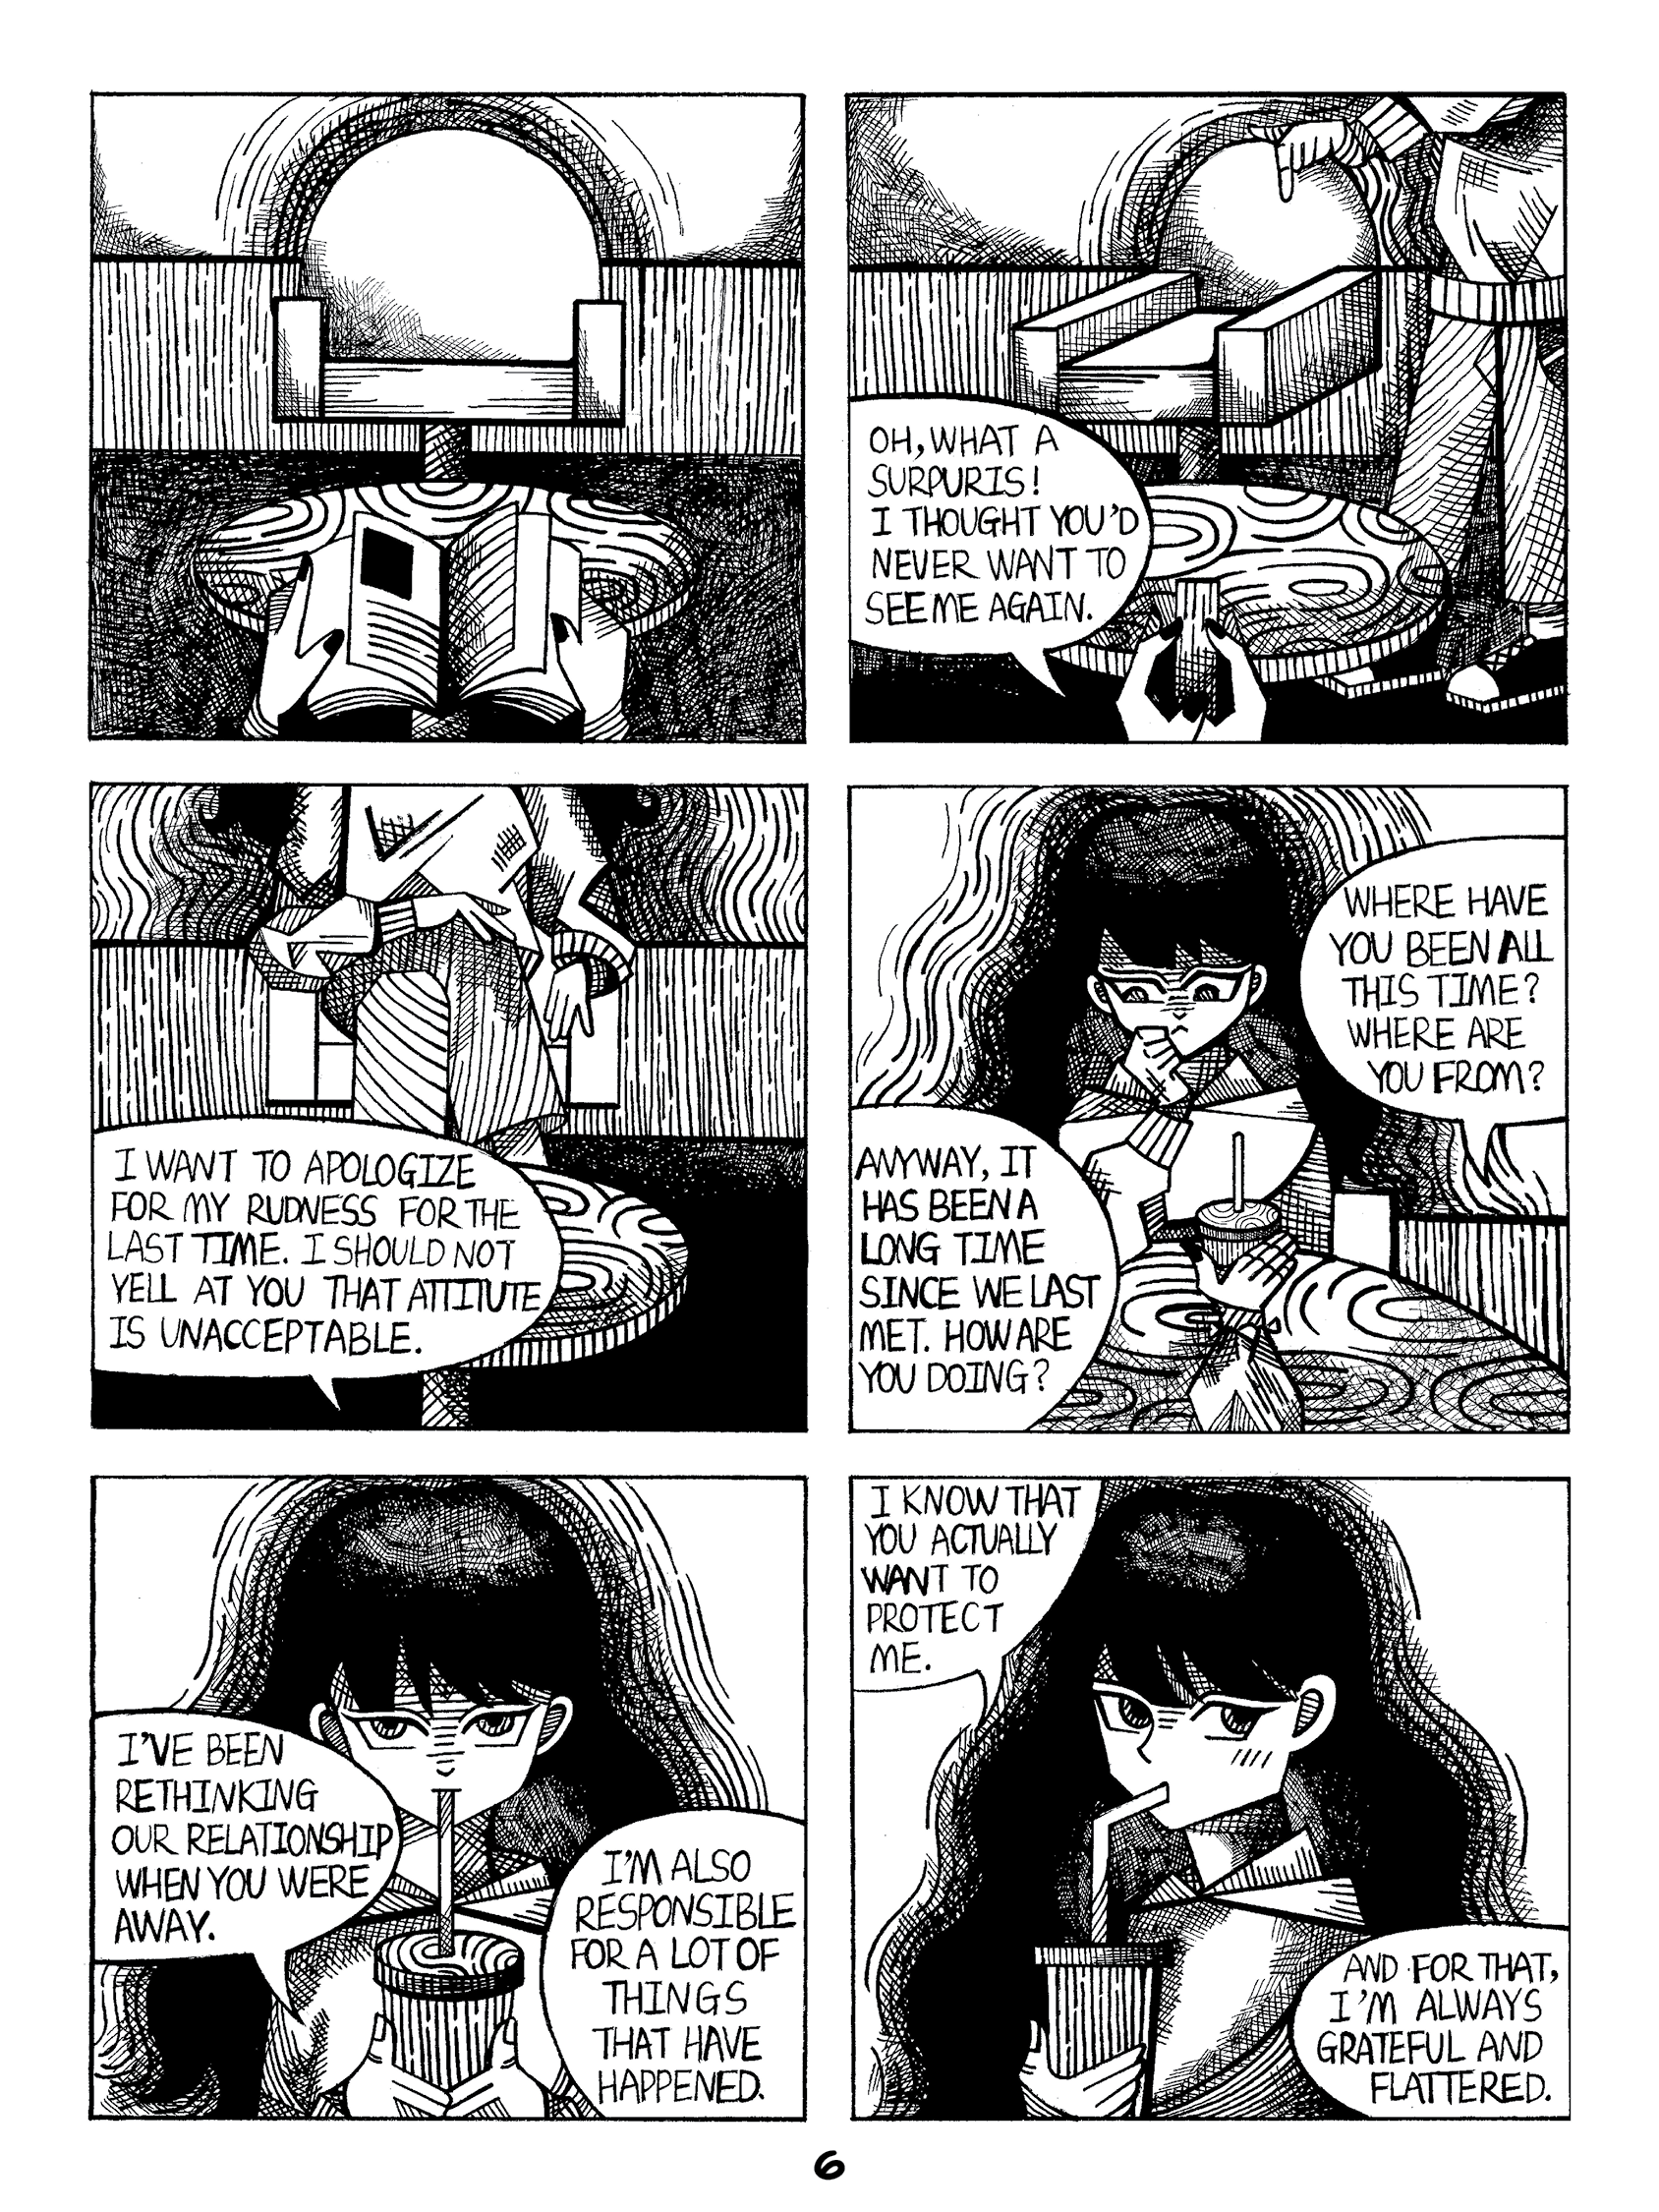 OH, WHAT A
SURPURIS!
I THOUGHT YOU'D
NEVER WANT TO
SEE ME AGAIN.
I WANT TO APOLOGIZE
FOR MY RUDNESS FOR THE
LAST TIME. I SHOULD NOT
YELL AT YOU THAT ATTITUTE
IS UNACCEPTABLE.
WHERE HAVE
YOU BEEN ALL
THIS TIME?
WHERE ARE
YOU FROM?
ANYWAY, IT
HAS BEEN A
LONG TIME
SINCE WE LAST
MET. HOW ARE
YOU DOING?
I'VE BEEN
RETHINKING
OUR RELATIONSHIP
WHEN YOU WERE
AWAY.
I'M ALSO
RESPONSIBLE
FOR A LOT OF
THINGS
THAT HAVE
HAPPENED.
I KNOW THAT
YOU ACTUALLY
WANT TO
PROTECT
ME.
AND FOR THAT,
I'M ALWAYS
GRATEFUL AND
FLATTERED.
6